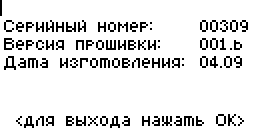 Серийный номер: 00309
Версия прошивки: 001.b
Дата изготовления: 04.09
<для выхода нажать OK>